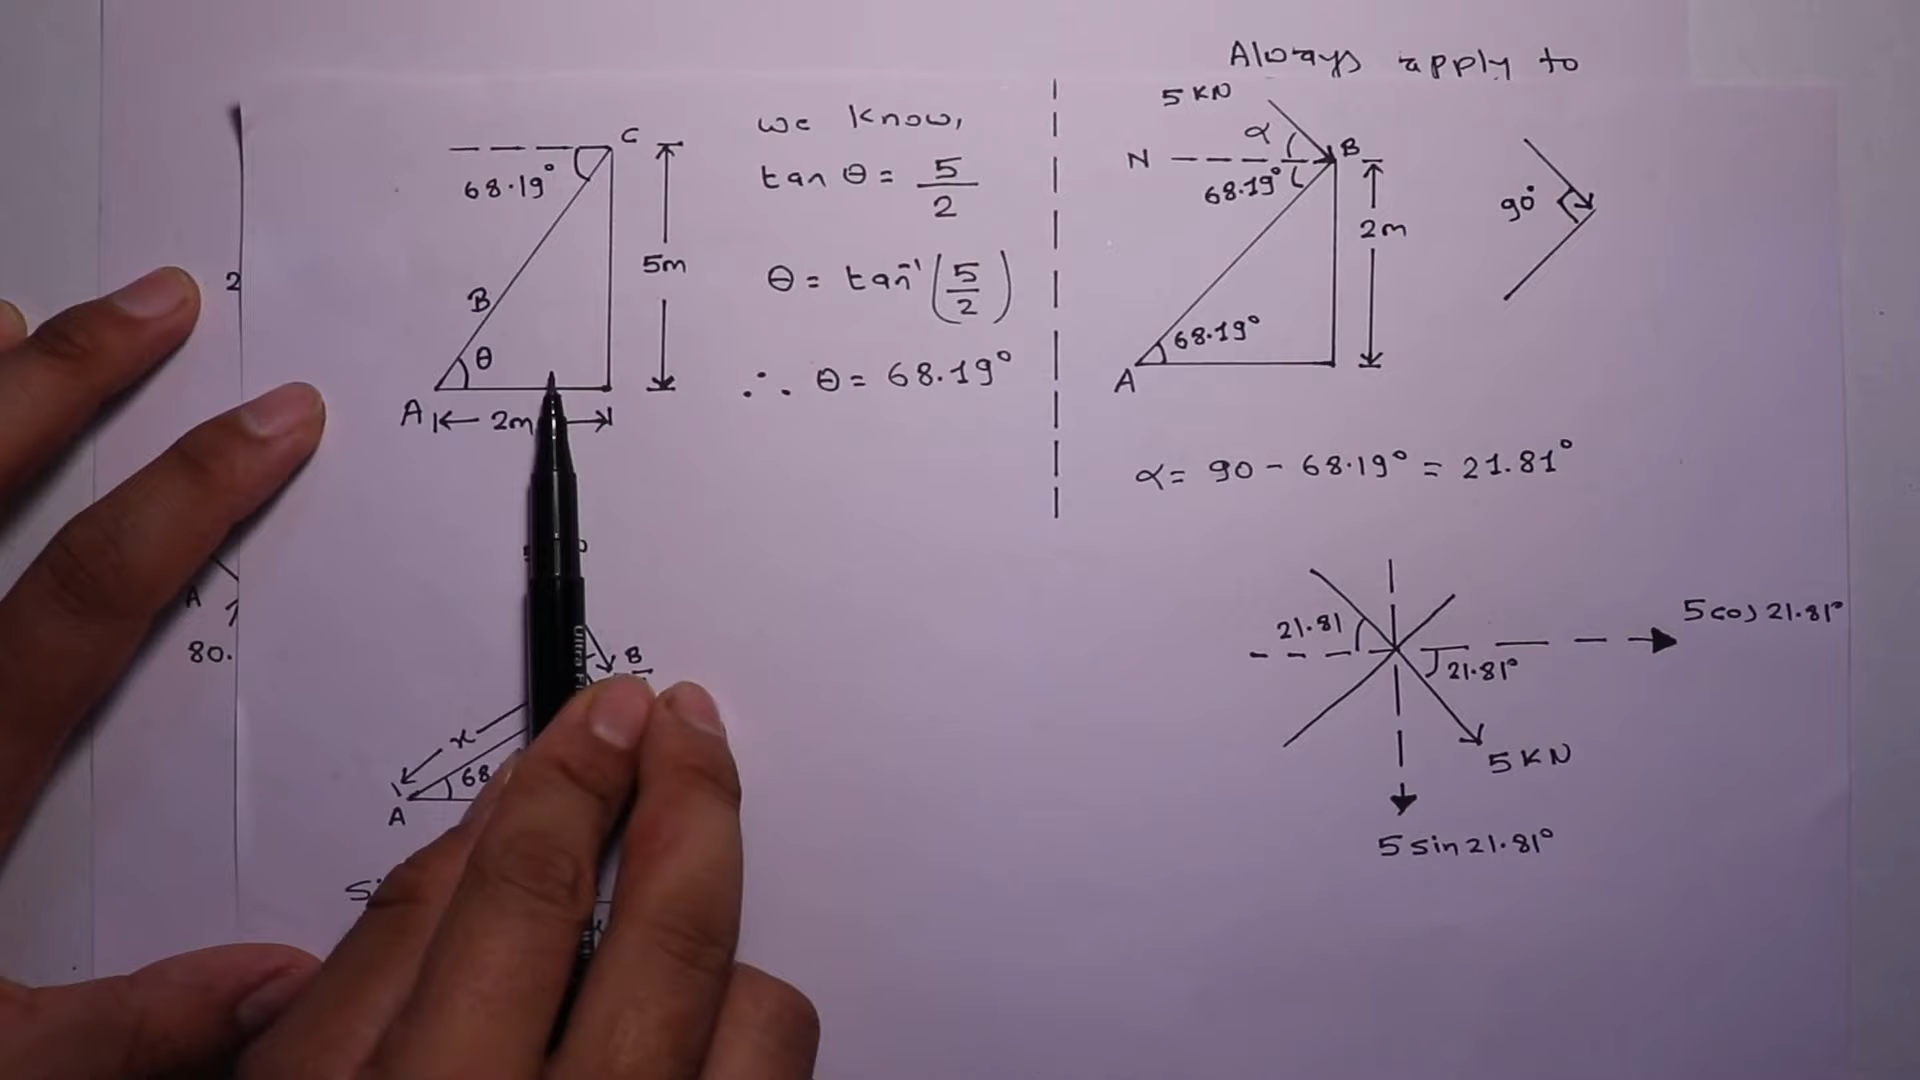 Always apply to
we know,
C
68.19°
tan θ = 5/2
5m
B
θ = tan⁻¹(5/2)
θ
∴ θ = 68.19°
A
2m
5 KN
α
N
B
68.19°
2m
90°
68.19°
A
α = 90 - 68.19° = 21.81°
2
A
80.
B
x
68
A
5 cos 21.81°
21.81
21.81°
5 KN
5 sin 21.81°